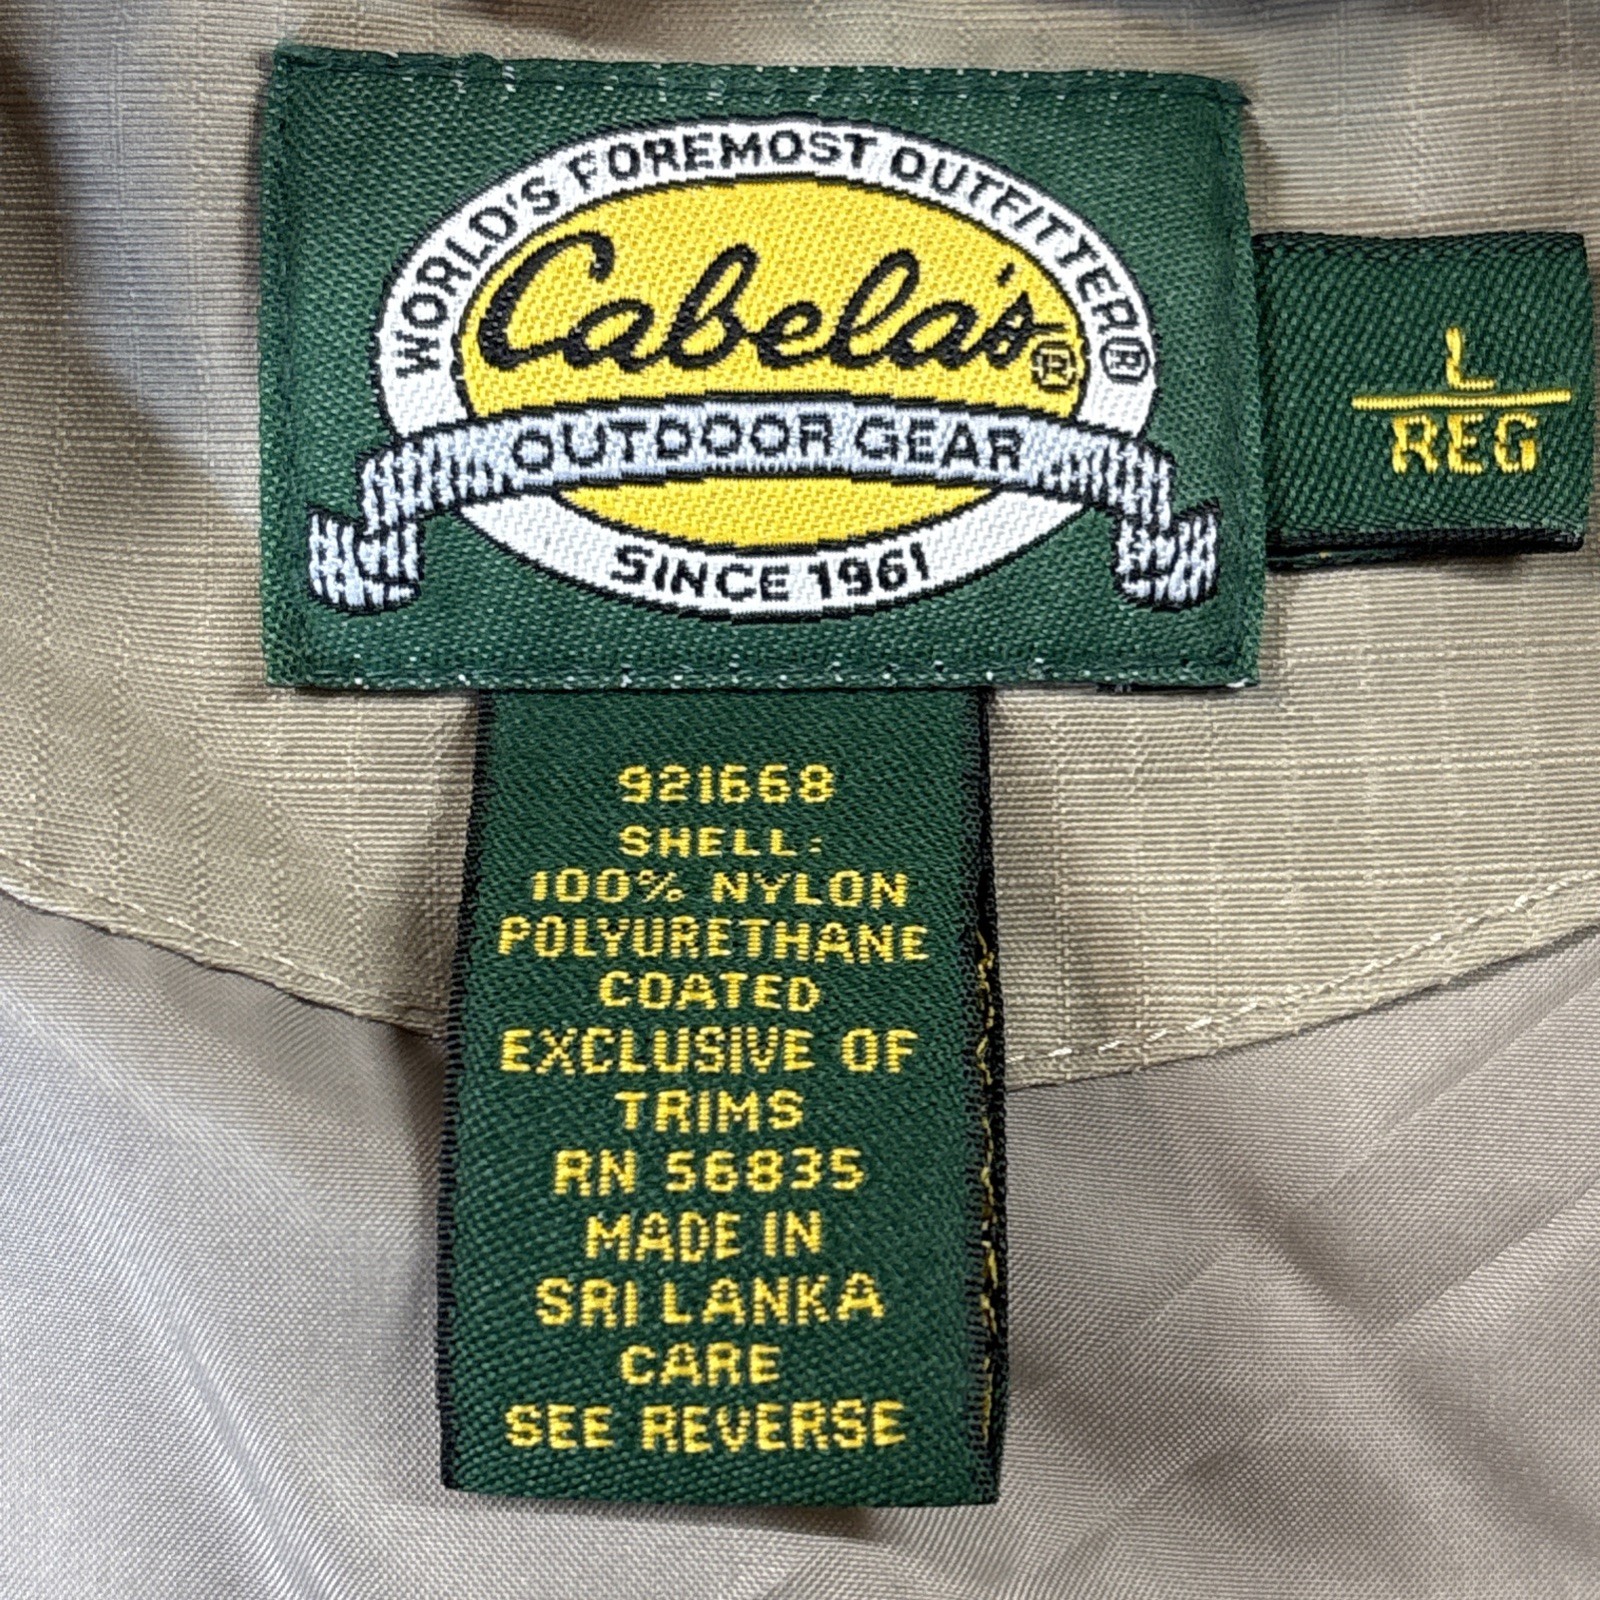 WORLD'S FOREMOST OUTFITTER®
Cabela's®
OUTDOOR GEAR
SINCE 1961
L
REG
921668
SHELL:
100% NYLON
POLYURETHANE
COATED
EXCLUSIVE OF
TRIMS
RN 56835
MADE IN
SRI LANKA
CARE
SEE REVERSE